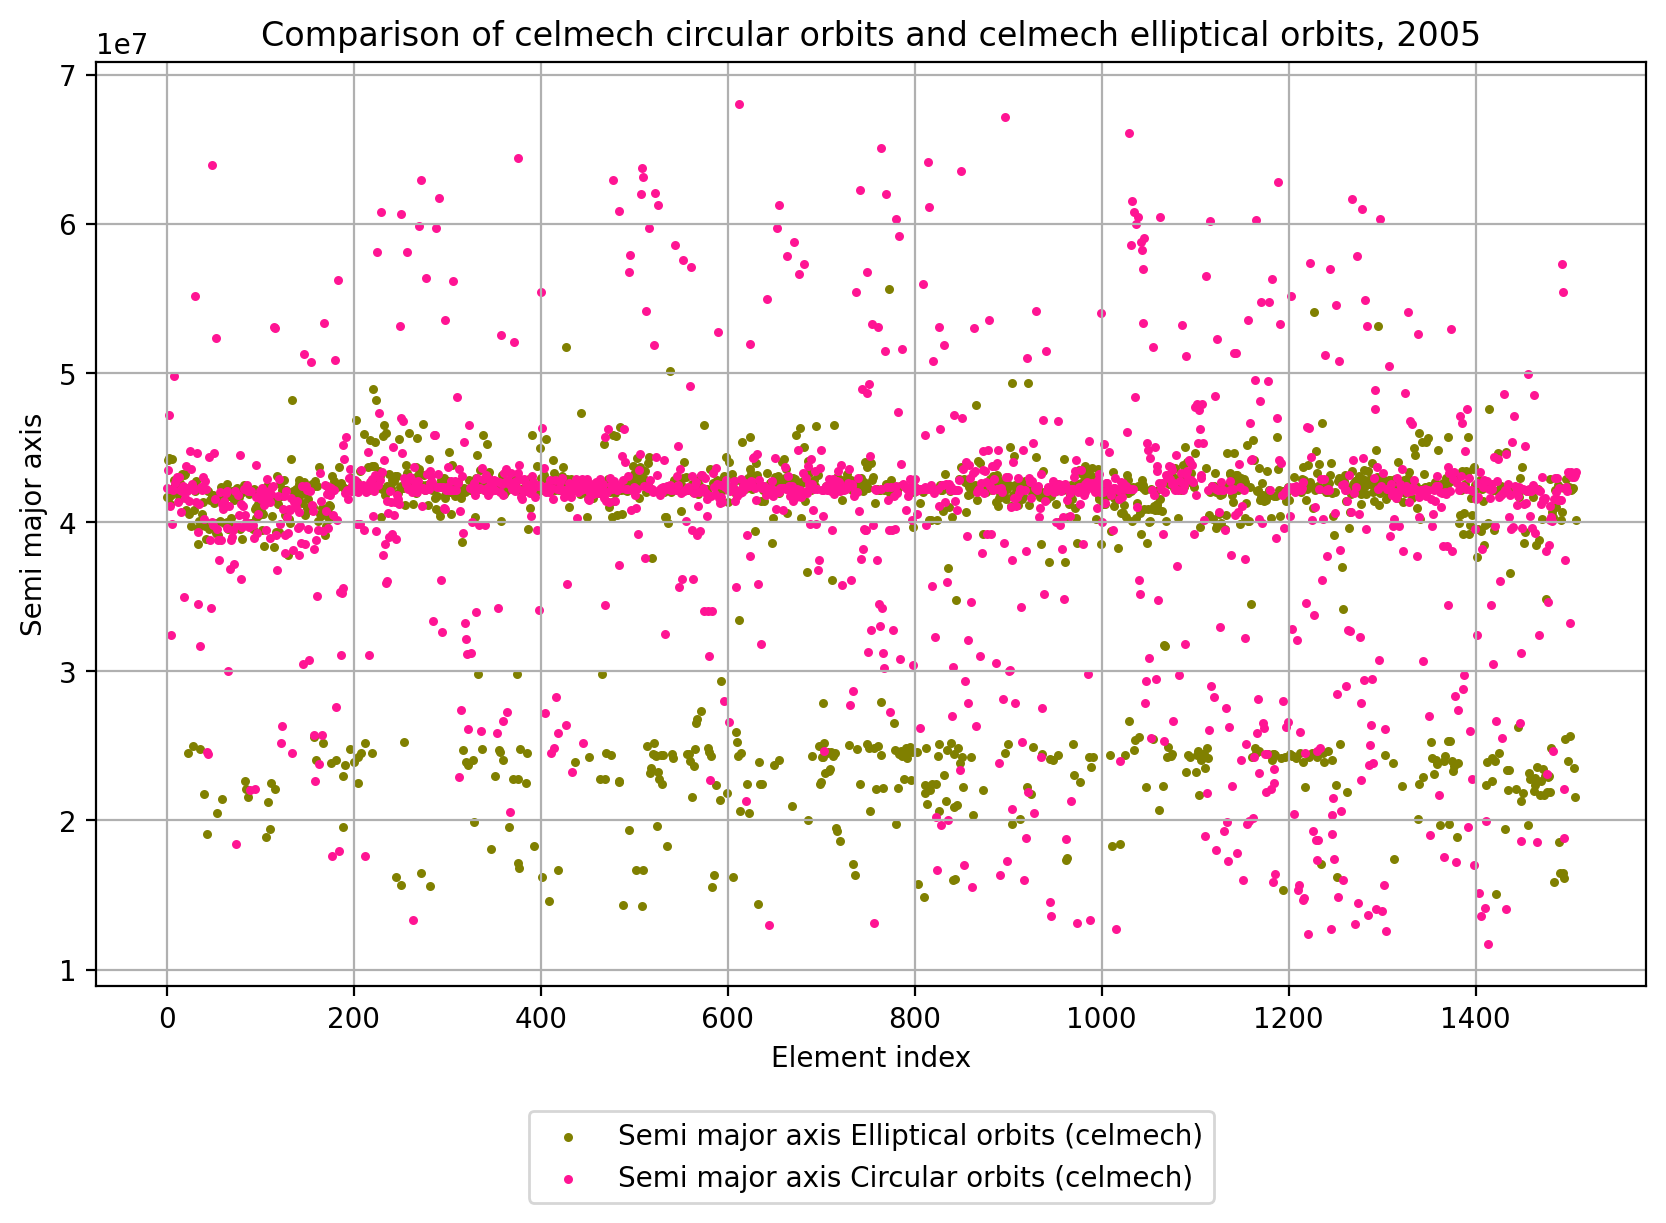 Comparison of celmech circular orbits and celmech elliptical orbits, 2005
1e7
7
6
5
4
3
2
1
Semi major axis
0 200 400 600 800 1000 1200 1400
Element index
Semi major axis Elliptical orbits (celmech)
Semi major axis Circular orbits (celmech)